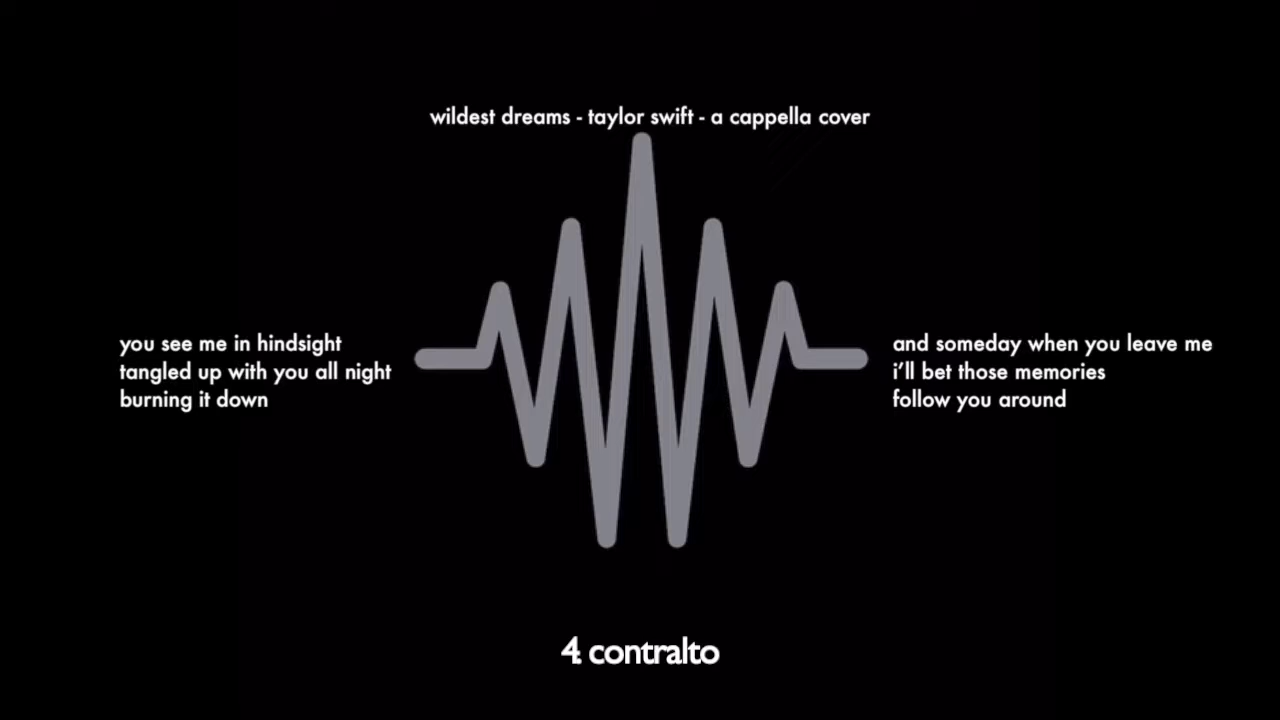 wildest dreams - taylor swift - a cappella cover
you see me in hindsight
tangled up with you all night
burning it down
and someday when you leave me
i’ll bet those memories
follow you around
4. contralto